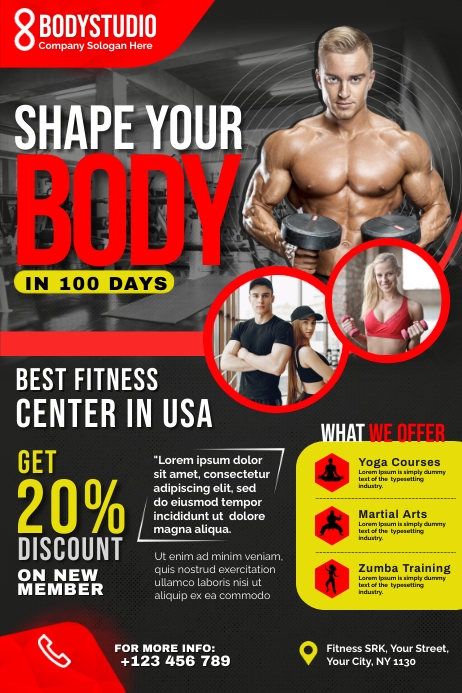 BODYSTUDIO
Company Sologan Here
SHAPE YOUR
BODY
IN 100 DAYS
BEST FITNESS
CENTER IN USA
GET
20%
DISCOUNT
ON NEW
MEMBER
"Lorem ipsum dolor
sit amet, consectetur
adipiscing elit, sed
do eiusmod tempor
incididunt ut dolore
magna aliqua.
Ut enim ad minim veniam,
quis nostrud exercitation
ullamco laboris nisi ut
aliquip ex ea commodo
WHAT WE OFFER
Yoga Courses
Lorem Ipsum is simply dummy
text of the typesetting
industry.
Martial Arts
Lorem Ipsum is simply dummy
text of the typesetting
industry.
Zumba Training
Lorem Ipsum is simply dummy
text of the typesetting
industry.
FOR MORE INFO:
+123 456 789
Fitness SRK, Your Street,
Your City, NY 1130